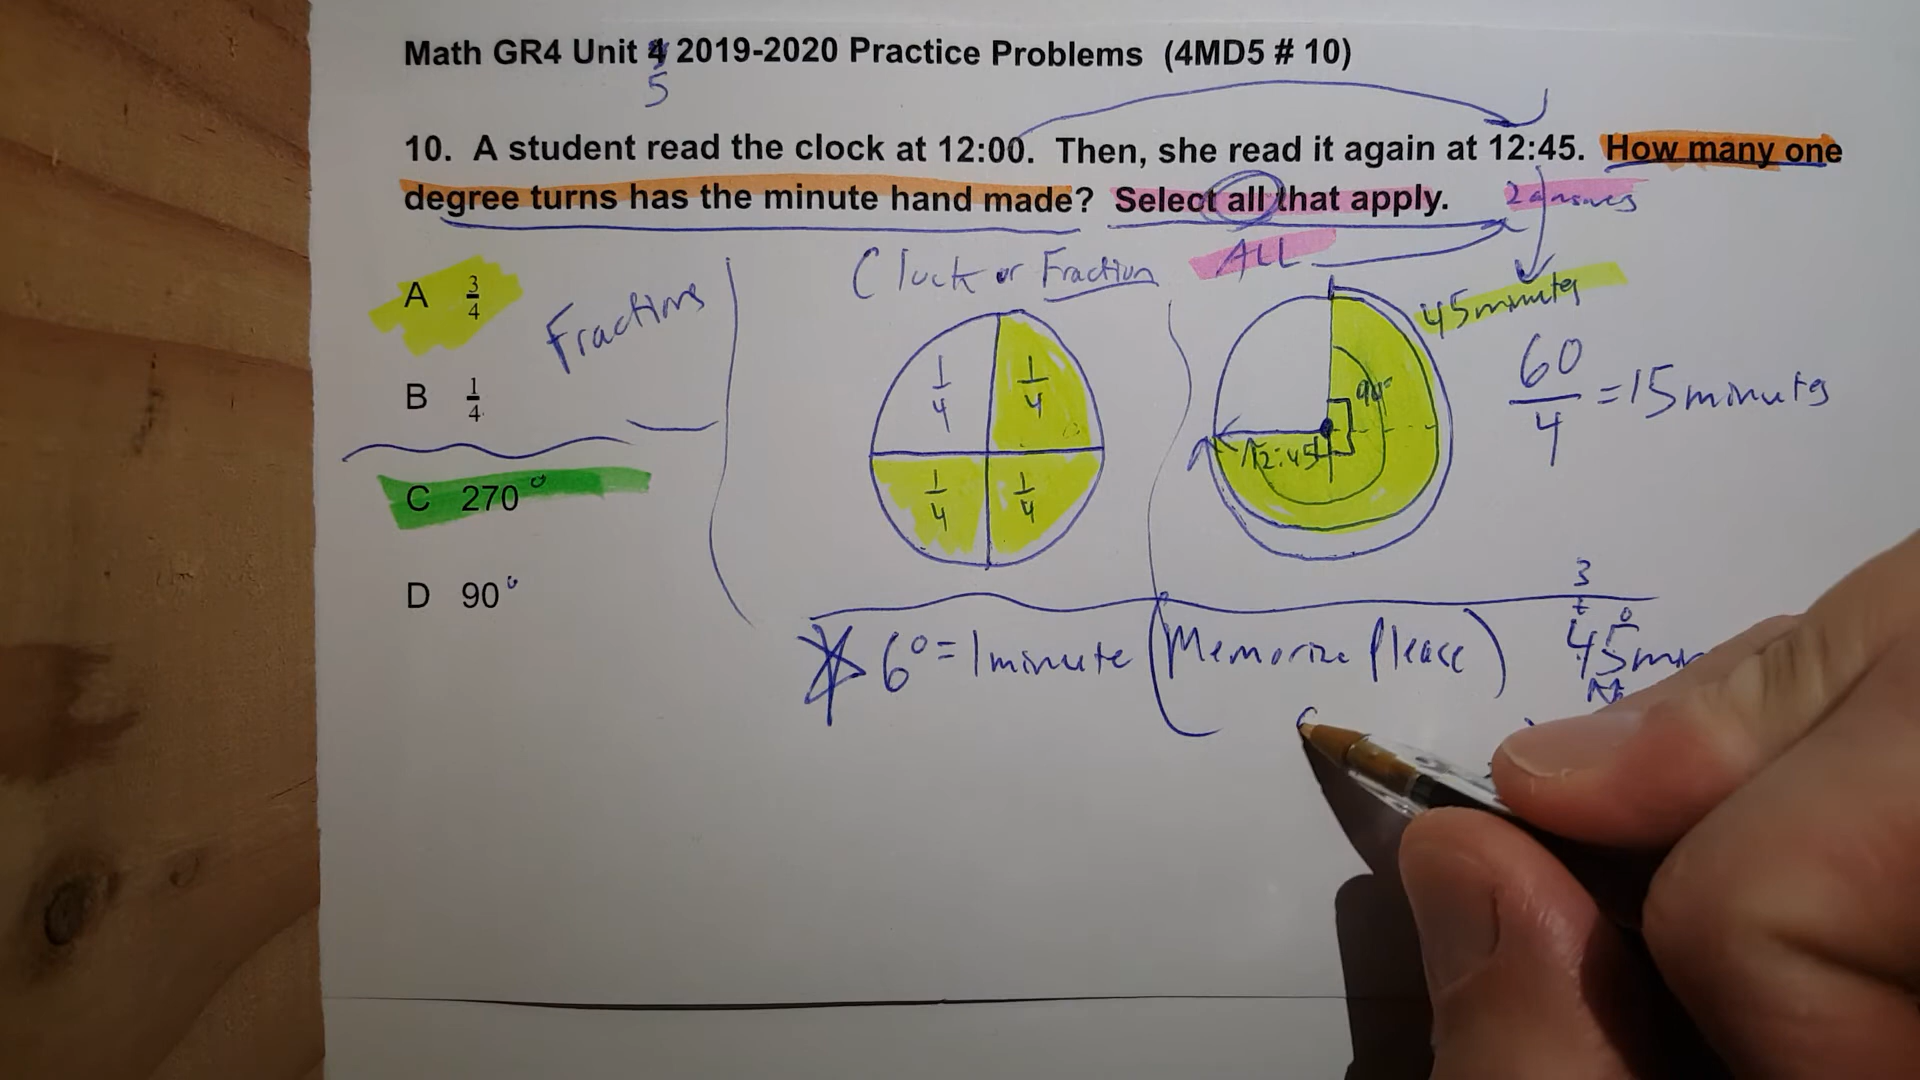 Math GR4 Unit 4 2019-2020 Practice Problems (4MD5 # 10)
5
10. A student read the clock at 12:00. Then, she read it again at 12:45. How many one
degree turns has the minute hand made? Select all that apply.
2 answers
Clock or Fraction
ALL
A 3/4
Fractions
45 minutes
60/4 = 15 minutes
B 1/4
1/4 1/4
90°
12:45
C 270°
1/4 1/4
D 90°
3
6° = 1 minute (Memorize Please)
45